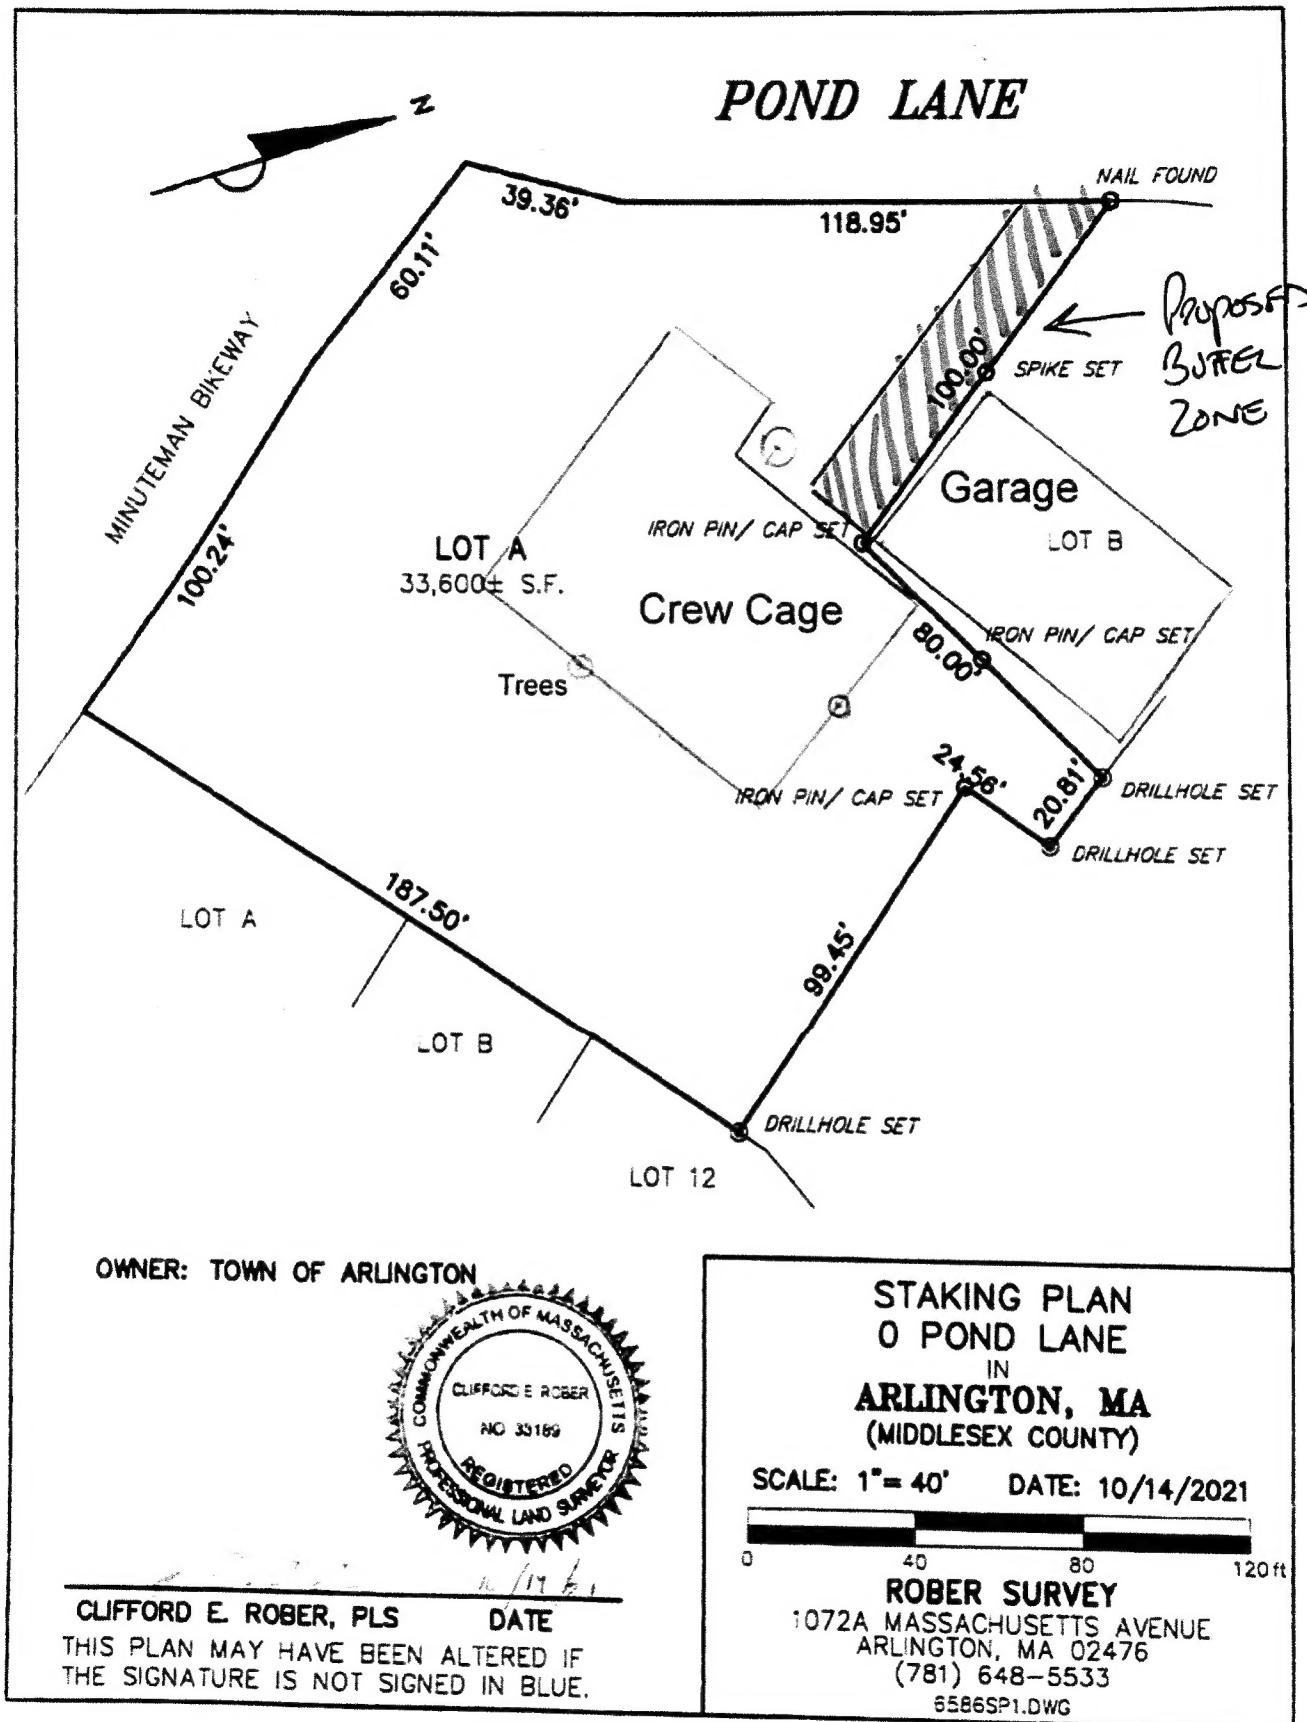 N
POND LANE
NAIL FOUND
39.36'
118.95'
60.11'
PROPOSED
BUFFER
ZONE
MINUTEMAN BIKEWAY
100.00'
SPIKE SET
Garage
LOT B
IRON PIN/ CAP SET
LOT A
33,600± S.F.
100.24'
Crew Cage
80.00'
IRON PIN/ CAP SET
Trees
24.56'
IRON PIN/ CAP SET
20.81'
DRILLHOLE SET
DRILLHOLE SET
187.50'
LOT A
99.45'
LOT B
DRILLHOLE SET
LOT 12
OWNER: TOWN OF ARLINGTON
COMMONWEALTH OF MASSACHUSETTS
CLIFFORD E ROBER
NO 33189
REGISTERED
PROFESSIONAL LAND SURVEYOR
CLIFFORD E. ROBER, PLS DATE
THIS PLAN MAY HAVE BEEN ALTERED IF
THE SIGNATURE IS NOT SIGNED IN BLUE.
STAKING PLAN
0 POND LANE
IN
ARLINGTON, MA
(MIDDLESEX COUNTY)
SCALE: 1"= 40' DATE: 10/14/2021
0 40 80 120 ft
ROBER SURVEY
1072A MASSACHUSETTS AVENUE
ARLINGTON, MA 02476
(781) 648-5533
6586SP1.DWG